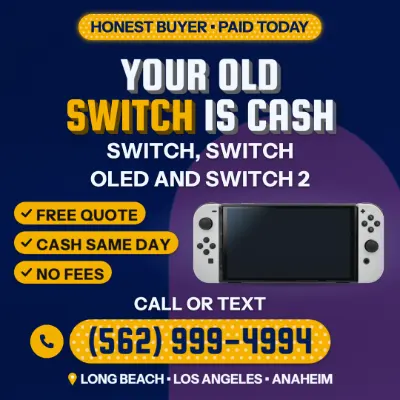 HONEST BUYER • PAID TODAY
YOUR OLD
SWITCH IS CASH
SWITCH, SWITCH
OLED AND SWITCH 2
FREE QUOTE
CASH SAME DAY
NO FEES
CALL OR TEXT
(562) 999-4994
LONG BEACH • LOS ANGELES • ANAHEIM